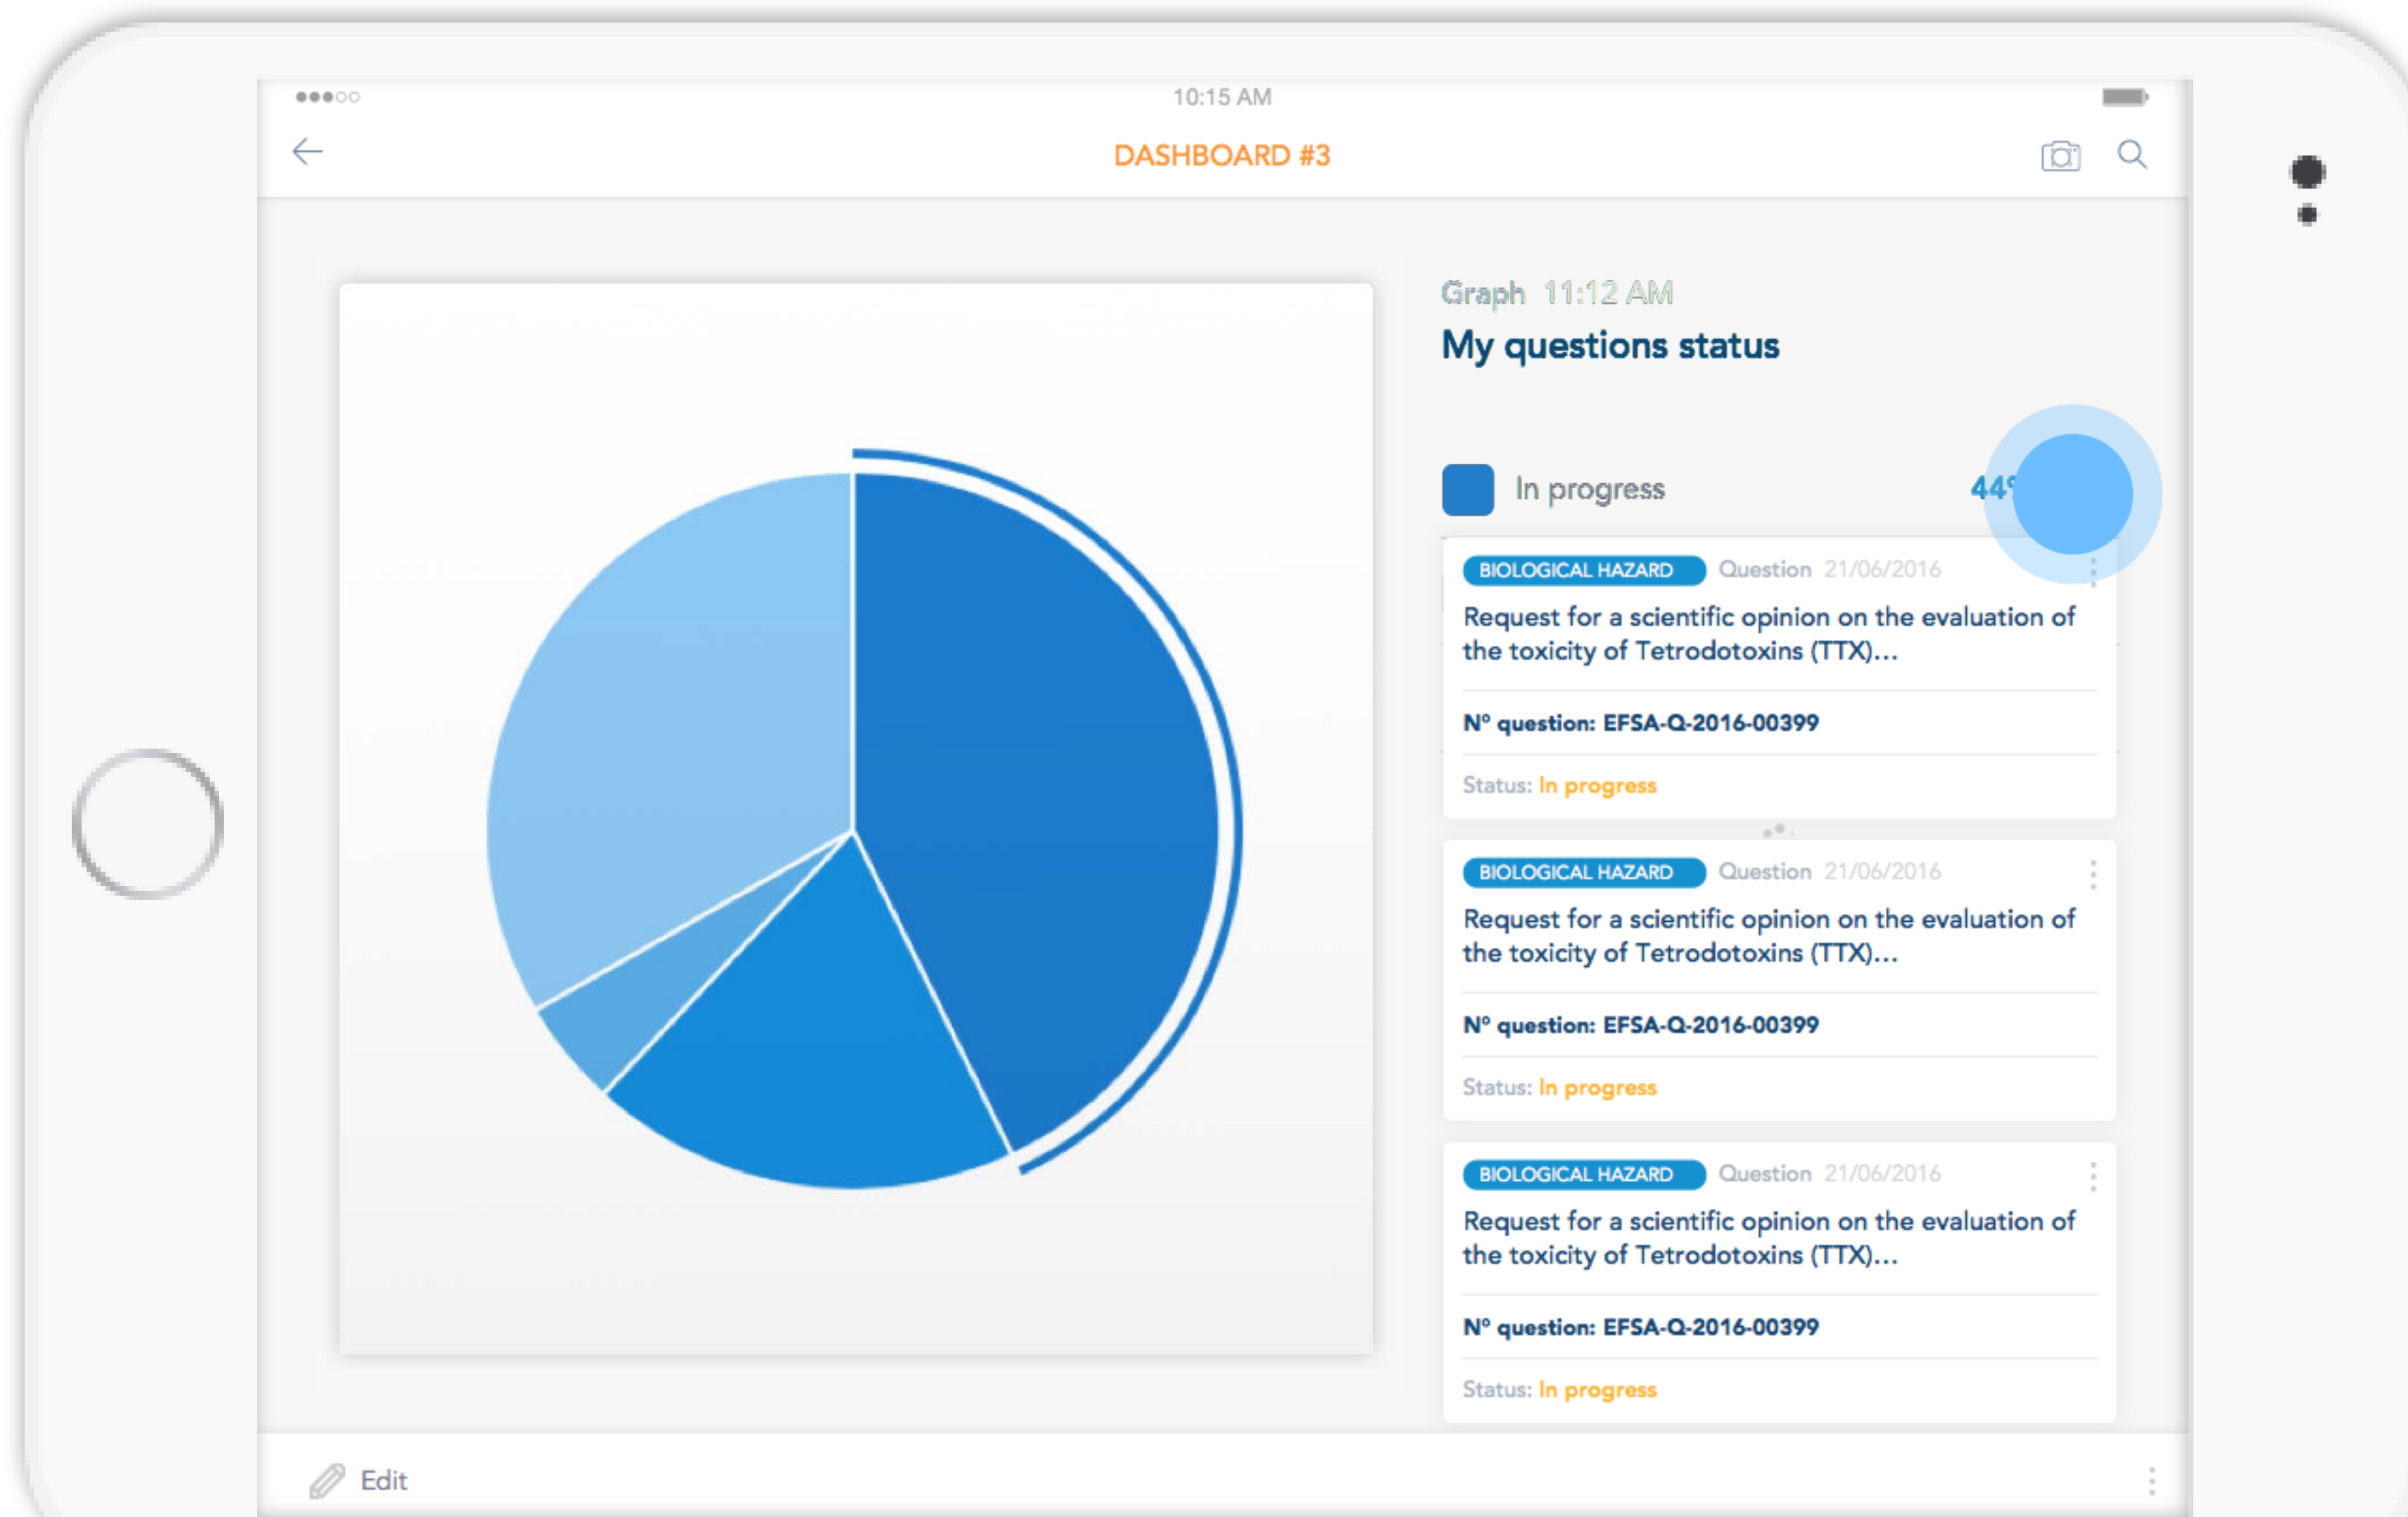 10:15 AM
DASHBOARD #3
Graph 11:12 AM
My questions status
In progress
BIOLOGICAL HAZARD Question 21/06/2016
Request for a scientific opinion on the evaluation of
the toxicity of Tetrodotoxins (TTX)...
Nº question: EFSA-Q-2016-00399
Status: In progress
BIOLOGICAL HAZARD Question 21/06/2016
Request for a scientific opinion on the evaluation of
the toxicity of Tetrodotoxins (TTX)...
Nº question: EFSA-Q-2016-00399
Status: In progress
BIOLOGICAL HAZARD Question 21/06/2016
Request for a scientific opinion on the evaluation of
the toxicity of Tetrodotoxins (TTX)...
Nº question: EFSA-Q-2016-00399
Status: In progress
Edit